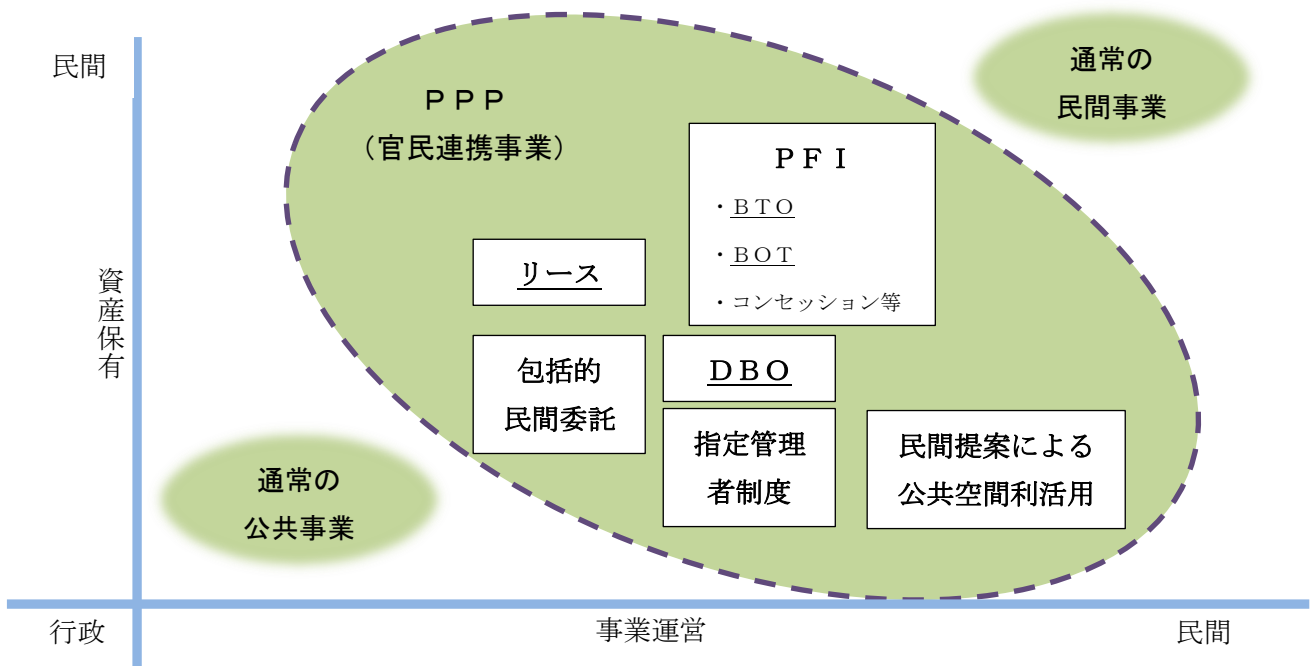 民間
通常の
民間事業
ＰＰＰ
（官民連携事業）
ＰＦＩ
・ＢＴＯ
・ＢＯＴ
・コンセッション等
リース
資産保有
包括的
民間委託
ＤＢＯ
指定管理
者制度
民間提案による
公共空間利活用
通常の
公共事業
行政
事業運営
民間